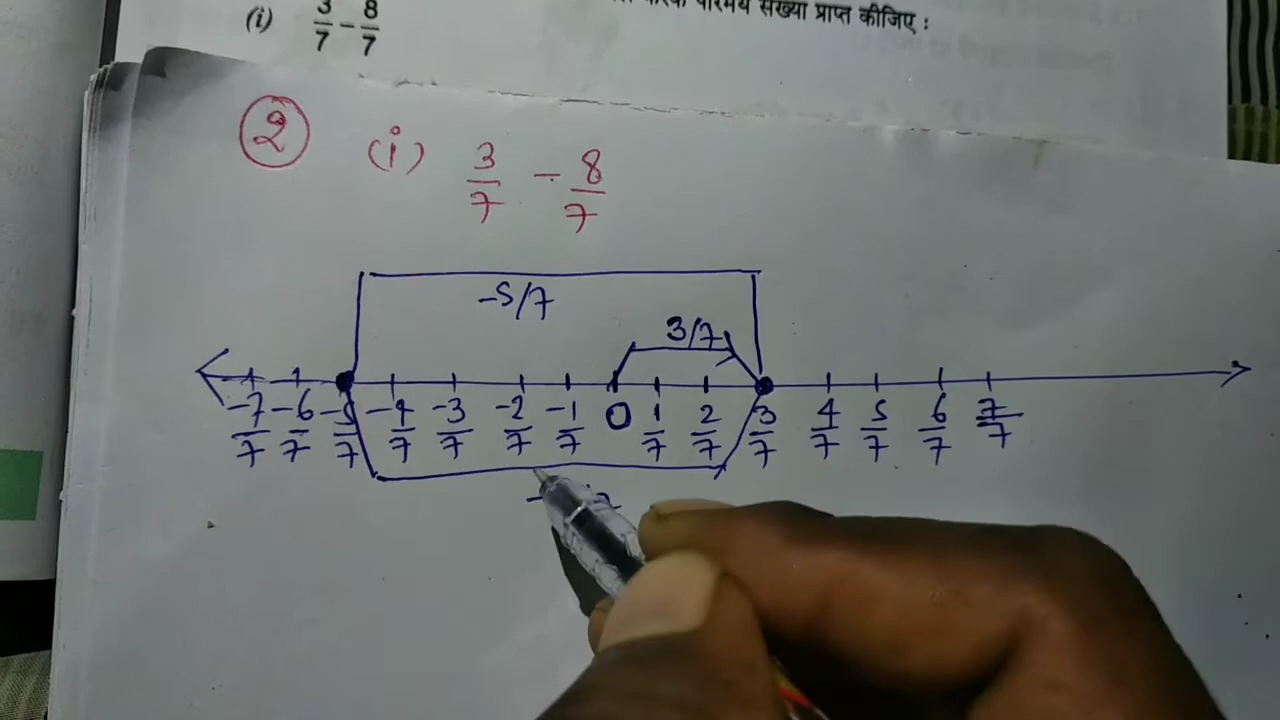 संख्या प्राप्त कीजिए :
(i) 3/7 - 8/7
2 (i) 3/7 - 8/7
-5/7
3/7
-7/7 -6/7 -5/7 -4/7 -3/7 -2/7 -1/7 0 1/7 2/7 3/7 4/7 5/7 6/7 7/7